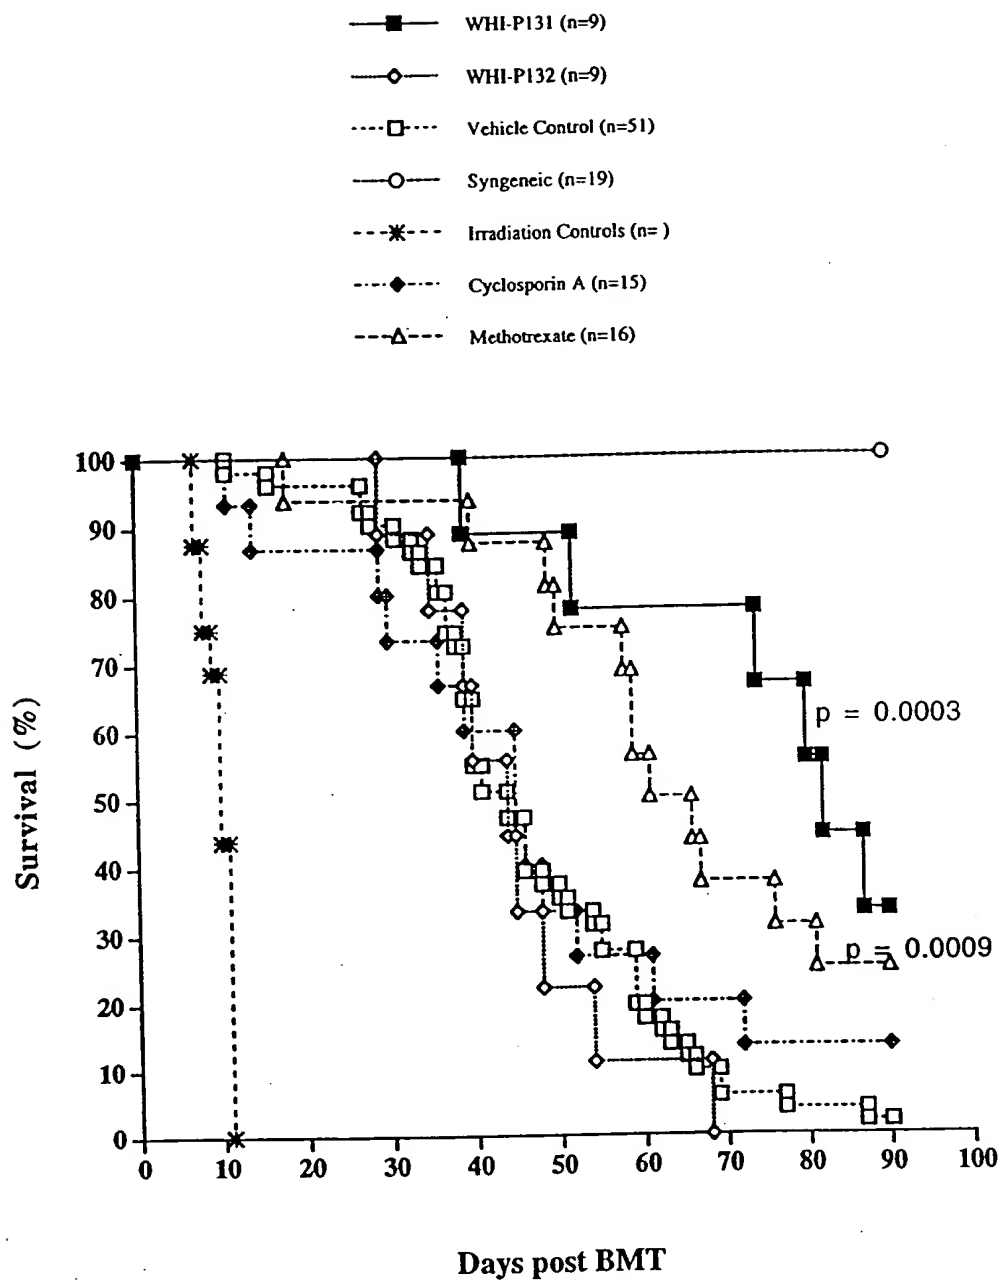 WHI-P131 (n=9)
WHI-P132 (n=9)
Vehicle Control (n=51)
Syngeneic (n=19)
Irradiation Controls (n= )
Cyclosporin A (n=15)
Methotrexate (n=16)
100
90
80
70
60
50
40
30
20
10
0
Survival (%)
p = 0.0003
p = 0.0009
0 10 20 30 40 50 60 70 80 90 100
Days post BMT